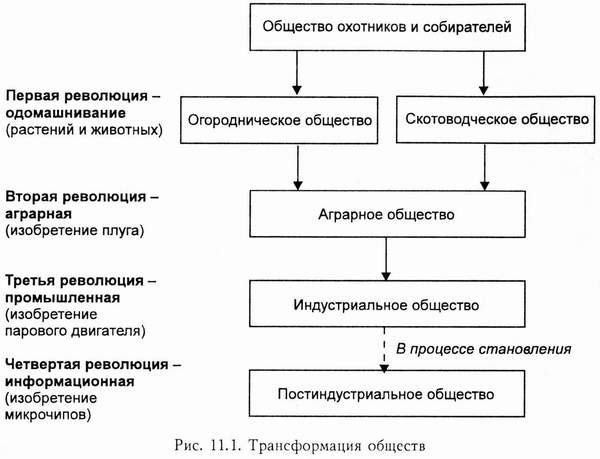 Общество охотников и собирателей
Первая революция –
одомашнивание
(растений и животных)
Огородническое общество
Скотоводческое общество
Вторая революция –
аграрная
(изобретение плуга)
Аграрное общество
Третья революция –
промышленная
(изобретение
парового двигателя)
Индустриальное общество
В процессе становления
Четвертая революция –
информационная
(изобретение
микрочипов)
Постиндустриальное общество
Рис. 11.1. Трансформация обществ